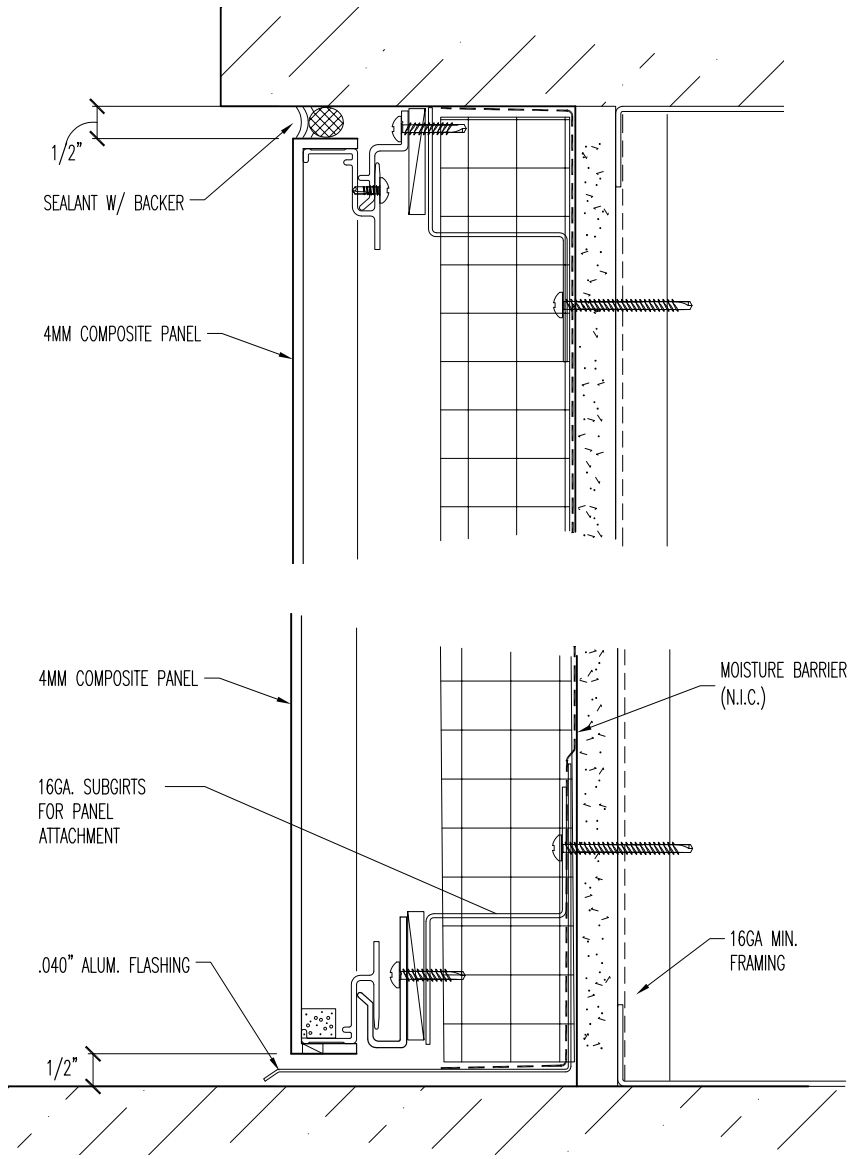 1/2"
SEALANT W/ BACKER
4MM COMPOSITE PANEL
4MM COMPOSITE PANEL
MOISTURE BARRIER
(N.I.C.)
16GA. SUBGIRTS
FOR PANEL
ATTACHMENT
16GA MIN.
FRAMING
.040" ALUM. FLASHING
1/2"